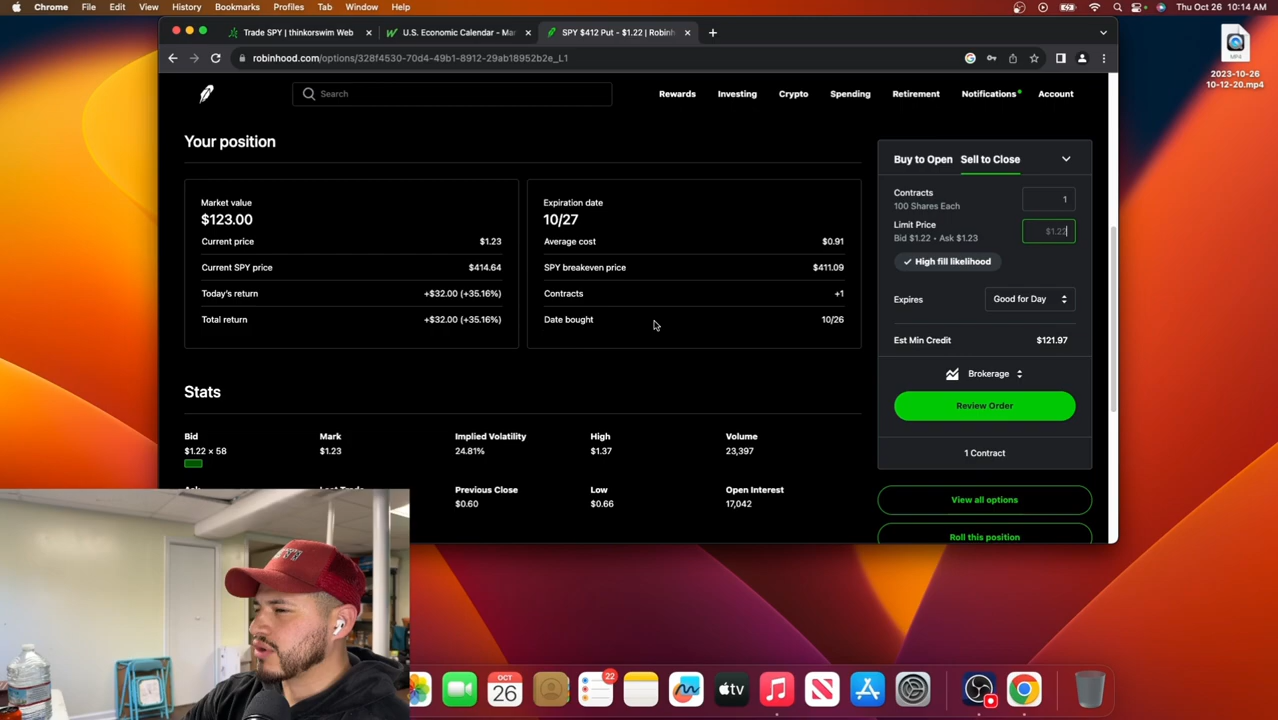 Chrome File Edit View History Bookmarks Profiles Tab Window Help Thu Oct 26 10:14 AM
Trade SPY | thinkorswim Web U.S. Economic Calendar - Mar SPY $412 Put - $1.22 | Robinh
robinhood.com/options/328f4530-70d4-49b1-8912-29ab18952b2e_L1
MP4
2023-10-26
10-12-20.mp4
Search Rewards Investing Crypto Spending Retirement Notifications Account
Your position
Market value
$123.00
Current price $1.23
Current SPY price $414.64
Today's return +$32.00 (+35.16%)
Total return +$32.00 (+35.16%)
Expiration date
10/27
Average cost $0.91
SPY breakeven price $411.09
Contracts +1
Date bought 10/26
Buy to Open Sell to Close
Contracts
100 Shares Each
1
Limit Price
Bid $1.22 • Ask $1.23
$1.22
High fill likelihood
Expires Good for Day
Est Min Credit $121.97
Brokerage
Review Order
1 Contract
View all options
Roll this position
Stats
Bid Mark Implied Volatility High Volume
$1.22 × 58 $1.23 24.81% $1.37 23,397
Previous Close Low Open Interest
$0.60 $0.66 17,042
OCT
26
22
tv